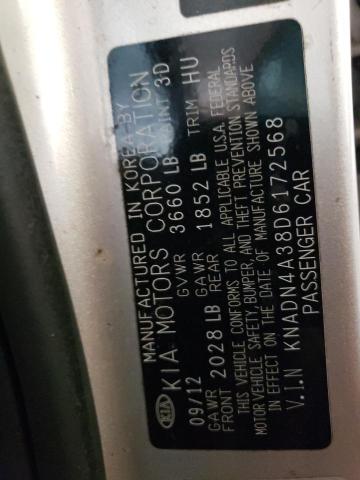 MANUFACTURED IN KOREA BY
KIA KIA MOTORS CORPORATION
09/12 GVWR 3660 LB PAINT 3D
GAWR FRONT 2028 LB GAWR REAR 1852 LB TRIM HU
THIS VEHICLE CONFORMS TO ALL APPLICABLE U.S.A. FEDERAL
MOTOR VEHICLE SAFETY, BUMPER, AND THEFT PREVENTION STANDARDS
IN EFFECT ON THE DATE OF MANUFACTURE SHOWN ABOVE
V.I.N KNADN4A38D6172568
PASSENGER CAR